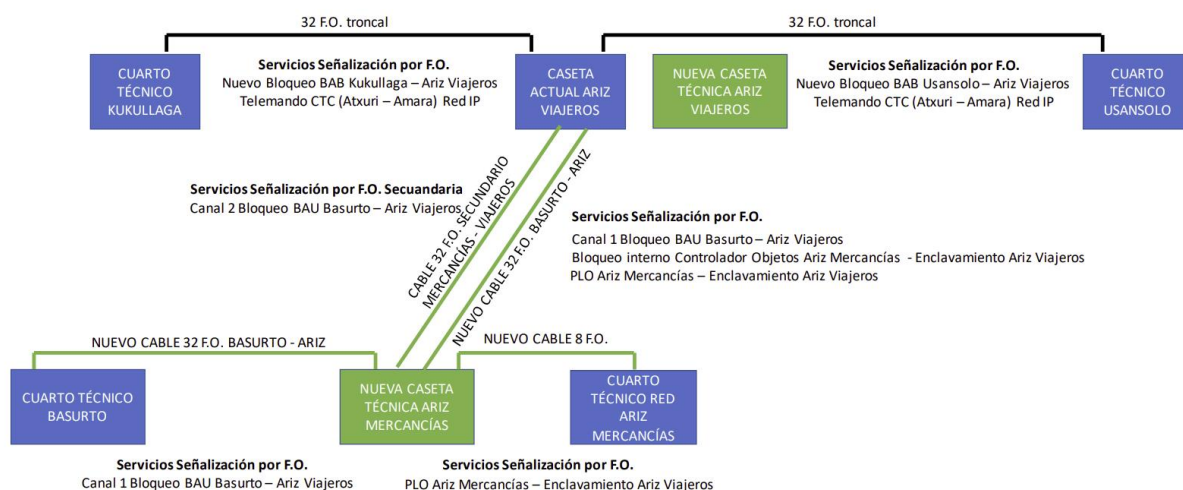 32 F.O. troncal
32 F.O. troncal
CUARTO
TÉCNICO
KUKULLAGA
Servicios Señalización por F.O.
Nuevo Bloqueo BAB Kukullaga – Ariz Viajeros
Telemando CTC (Atxuri – Amara) Red IP
CASETA
ACTUAL ARIZ
VIAJEROS
NUEVA CASETA
TÉCNICA ARIZ
VIAJEROS
Servicios Señalización por F.O.
Nuevo Bloqueo BAB Usansolo – Ariz Viajeros
Telemando CTC (Atxuri – Amara) Red IP
CUARTO
TÉCNICO
USANSOLO
Servicios Señalización por F.O. Secuandaria
Canal 2 Bloqueo BAU Basurto – Ariz Viajeros
CABLE 32 F.O. SECUNDARIO
MERCANCÍAS - VIAJEROS
NUEVO CABLE 32 F.O. BASURTO - ARIZ
Servicios Señalización por F.O.
Canal 1 Bloqueo BAU Basurto – Ariz Viajeros
Bloqueo interno Controlador Objetos Ariz Mercancías - Enclavamiento Ariz Viajeros
PLO Ariz Mercancías – Enclavamiento Ariz Viajeros
NUEVO CABLE 32 F.O. BASURTO - ARIZ
NUEVO CABLE 8 F.O.
CUARTO TÉCNICO
BASURTO
NUEVA CASETA
TÉCNICA ARIZ
MERCANCÍAS
CUARTO
TÉCNICO RED
ARIZ
MERCANCÍAS
Servicios Señalización por F.O.
Canal 1 Bloqueo BAU Basurto – Ariz Viajeros
Servicios Señalización por F.O.
PLO Ariz Mercancías – Enclavamiento Ariz Viajeros